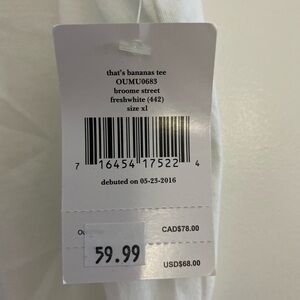 that's bananas tee
OUMU0683
broome street
freshwhite (442)
size xl
7 16454 17522 4
debuted on 05-23-2016
CAD$78.00
59.99
USD$68.00